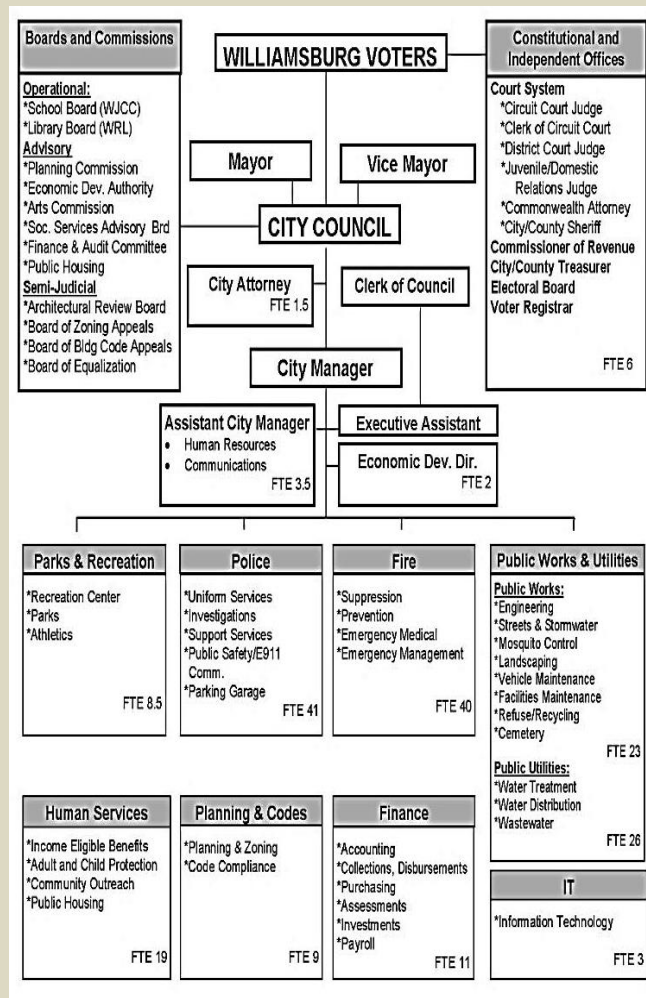 Boards and Commissions
Operational:
*School Board (WJCC)
*Library Board (WRL)
Advisory
*Planning Commission
*Economic Dev. Authority
*Arts Commission
*Soc. Services Advisory Brd
*Finance & Audit Committee
*Public Housing
Semi-Judicial
*Architectural Review Board
*Board of Zoning Appeals
*Board of Bldg Code Appeals
*Board of Equalization
WILLIAMSBURG VOTERS
Mayor
Vice Mayor
CITY COUNCIL
City Attorney
FTE 1.5
Clerk of Council
City Manager
Assistant City Manager
• Human Resources
• Communications
FTE 3.5
Executive Assistant
Economic Dev. Dir.
FTE 2
Constitutional and
Independent Offices
Court System
*Circuit Court Judge
*Clerk of Circuit Court
*District Court Judge
*Juvenile/Domestic
Relations Judge
*Commonwealth Attorney
*City/County Sheriff
Commissioner of Revenue
City/County Treasurer
Electoral Board
Voter Registrar
FTE 6
Parks & Recreation
*Recreation Center
*Parks
*Athletics
FTE 8.5
Police
*Uniform Services
*Investigations
*Support Services
*Public Safety/E911
Comm.
*Parking Garage
FTE 41
Fire
*Suppression
*Prevention
*Emergency Medical
*Emergency Management
FTE 40
Public Works & Utilities
Public Works:
*Engineering
*Streets & Stormwater
*Mosquito Control
*Landscaping
*Vehicle Maintenance
*Facilities Maintenance
*Refuse/Recycling
*Cemetery
FTE 23
Public Utilities:
*Water Treatment
*Water Distribution
*Wastewater
FTE 26
Human Services
*Income Eligible Benefits
*Adult and Child Protection
*Community Outreach
*Public Housing
FTE 19
Planning & Codes
*Planning & Zoning
*Code Compliance
FTE 9
Finance
*Accounting
*Collections, Disbursements
*Purchasing
*Assessments
*Investments
*Payroll
FTE 11
IT
*Information Technology
FTE 3